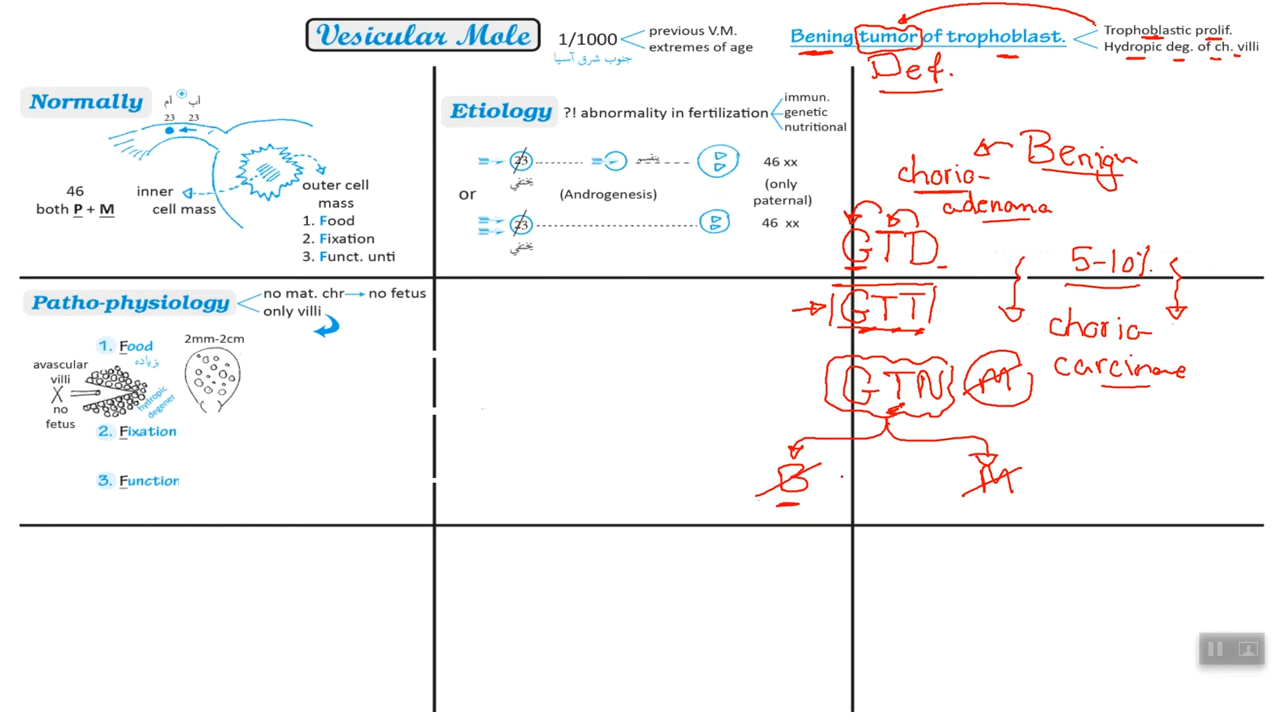 Vesicular Mole
1/1000
previous V.M.
extremes of age
جنوب شرق آسيا
Bening tumor of trophoblast.
Trophoblastic prolif.
Hydropic deg. of ch. villi
Def.
Normally
أم + أب
23 23
46
both P + M
inner
cell mass
outer cell
mass
1. Food
2. Fixation
3. Funct. unti
Etiology
?! abnormality in fertilization
immun.
genetic
nutritional
23
يختفي
ينقسم
46 xx
or
(Androgenesis)
(only
paternal)
23
يختفي
46 xx
Benign
chorio-
adenoma
GTD
5-10%
GTT
chorio
carcinome
GTN
M
B
M
Patho-physiology
no mat. chr → no fetus
only villi
1. Food
بزياده
2mm-2cm
avascular
villi
X
no
fetus
hydropic
degener
2. Fixation
3. Function